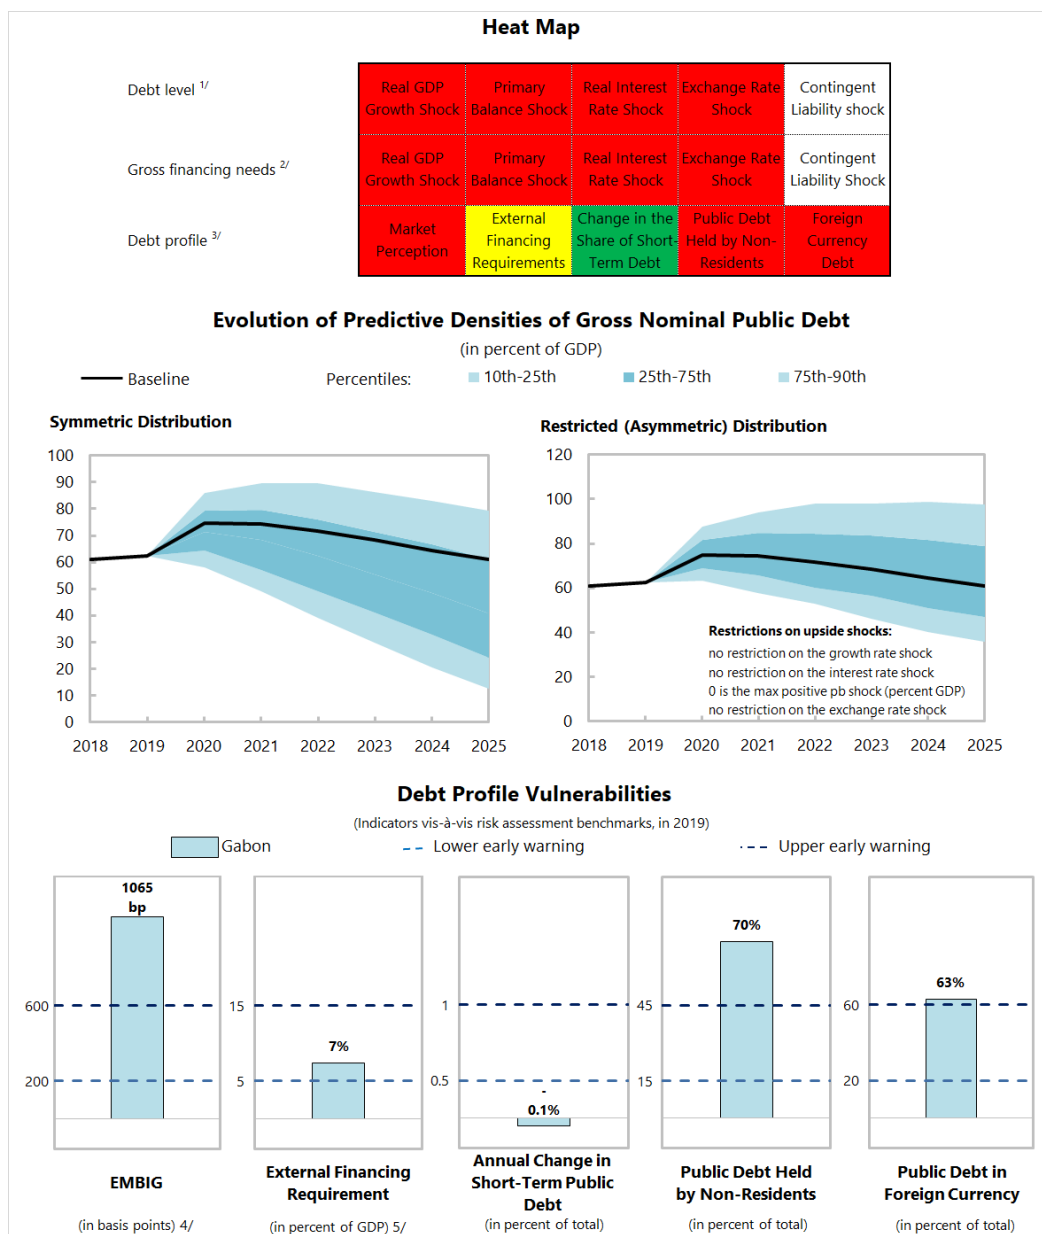 Heat Map
Debt level 1/
Real GDP Growth Shock
Primary Balance Shock
Real Interest Rate Shock
Exchange Rate Shock
Contingent Liability shock
Gross financing needs 2/
Real GDP Growth Shock
Primary Balance Shock
Real Interest Rate Shock
Exchange Rate Shock
Contingent Liability Shock
Debt profile 3/
Market Perception
External Financing Requirements
Change in the Share of Short-Term Debt
Public Debt Held by Non-Residents
Foreign Currency Debt
Evolution of Predictive Densities of Gross Nominal Public Debt
(in percent of GDP)
Baseline
Percentiles:
10th-25th
25th-75th
75th-90th
Symmetric Distribution
100
90
80
70
60
50
40
30
20
10
0
2018 2019 2020 2021 2022 2023 2024 2025
Restricted (Asymmetric) Distribution
120
100
80
60
40
20
0
Restrictions on upside shocks:
no restriction on the growth rate shock
no restriction on the interest rate shock
0 is the max positive pb shock (percent GDP)
no restriction on the exchange rate shock
2018 2019 2020 2021 2022 2023 2024 2025
Debt Profile Vulnerabilities
(Indicators vis-à-vis risk assessment benchmarks, in 2019)
Gabon
Lower early warning
Upper early warning
1065
bp
600
200
EMBIG
(in basis points) 4/
15
7%
5
External Financing
Requirement
(in percent of GDP) 5/
1
0.5
-
0.1%
Annual Change in
Short-Term Public
Debt
(in percent of total)
70%
45
15
Public Debt Held
by Non-Residents
(in percent of total)
63%
60
20
Public Debt in
Foreign Currency
(in percent of total)